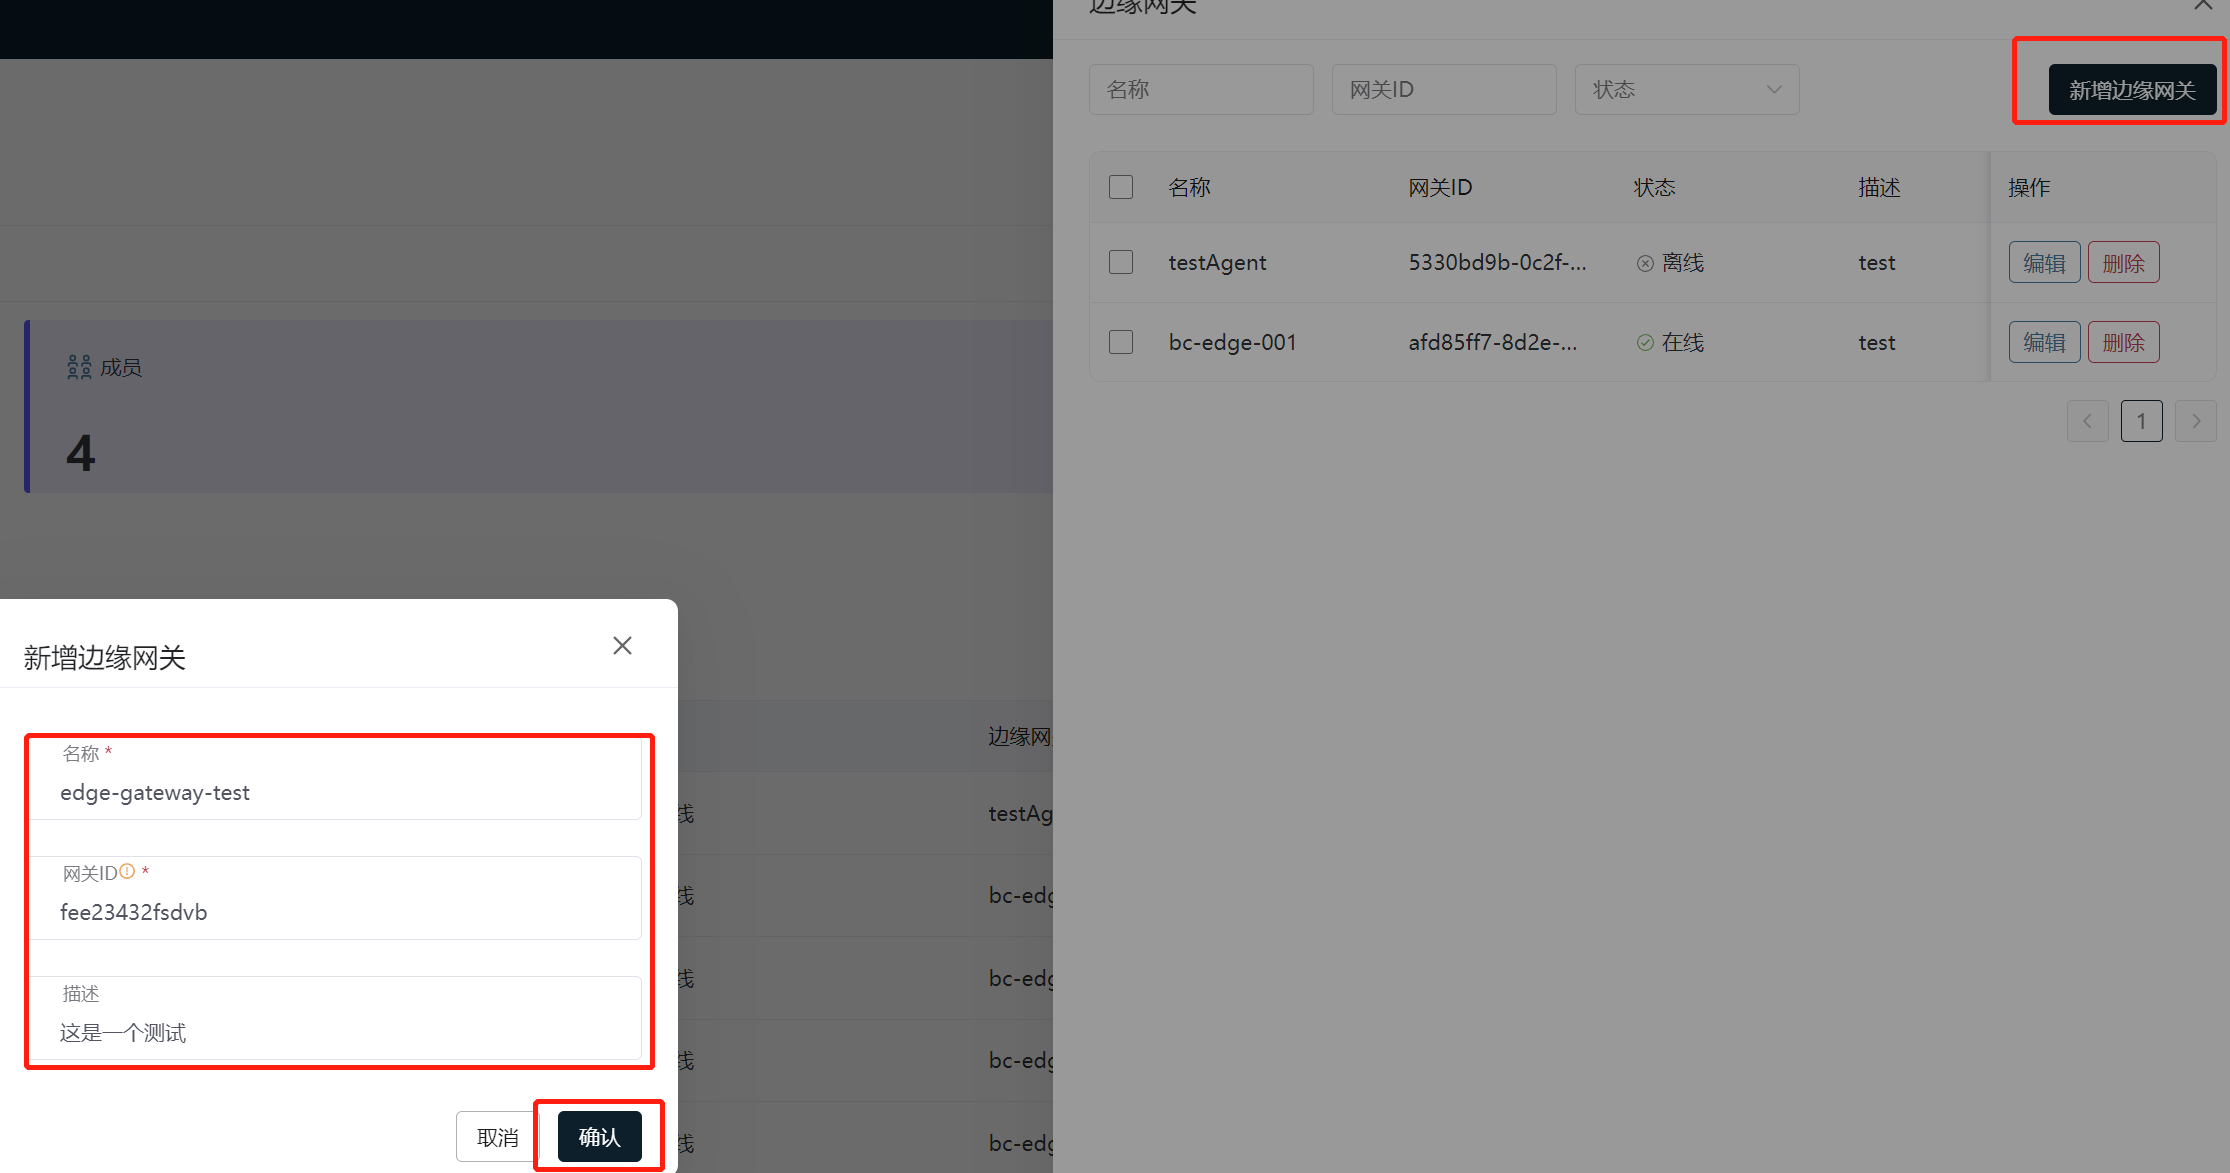 边缘网关
名称
网关ID
状态
新增边缘网关
名称 网关ID 状态 描述 操作
testAgent 5330bd9b-0c2f-... 离线 test 编辑 删除
bc-edge-001 afd85ff7-8d2e-... 在线 test 编辑 删除
1
成员
4
新增边缘网关
名称 *
edge-gateway-test
网关ID *
fee23432fsdvb
描述
这是一个测试
取消
确认
边缘网
线 testAg
线 bc-edg
线 bc-edg
线 bc-edg
线 bc-edg